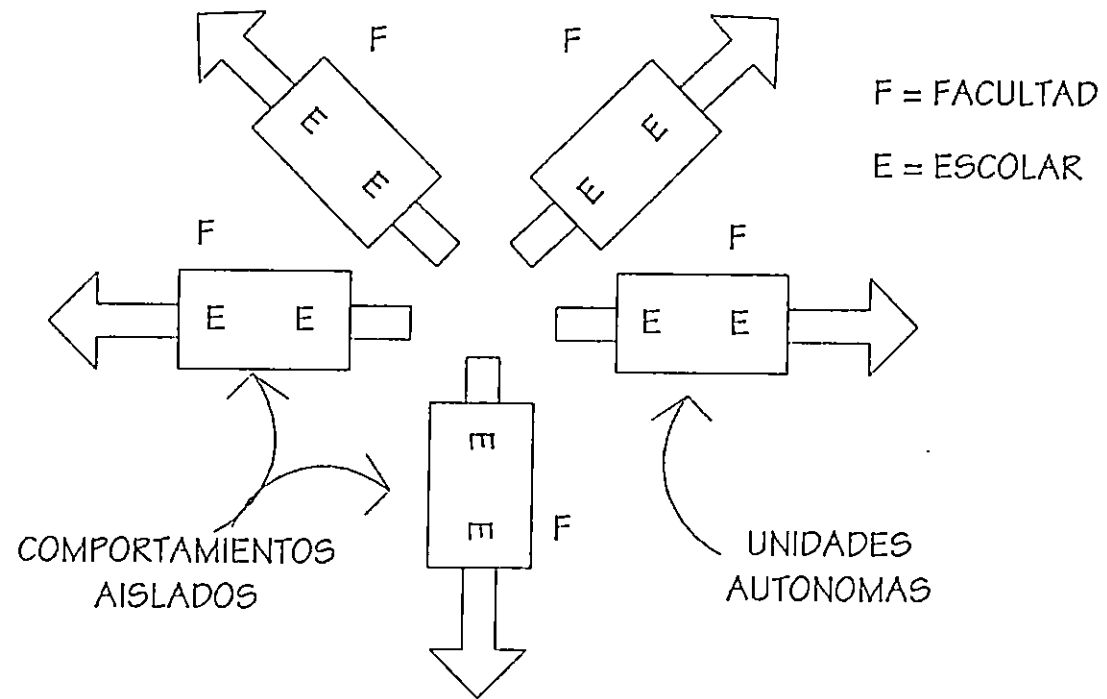 F
F
F = FACULTAD
E
E
E = ESCOLAR
E
E
F
F
E E
E E
E
E
F
COMPORTAMIENTOS
AISLADOS
UNIDADES
AUTONOMAS